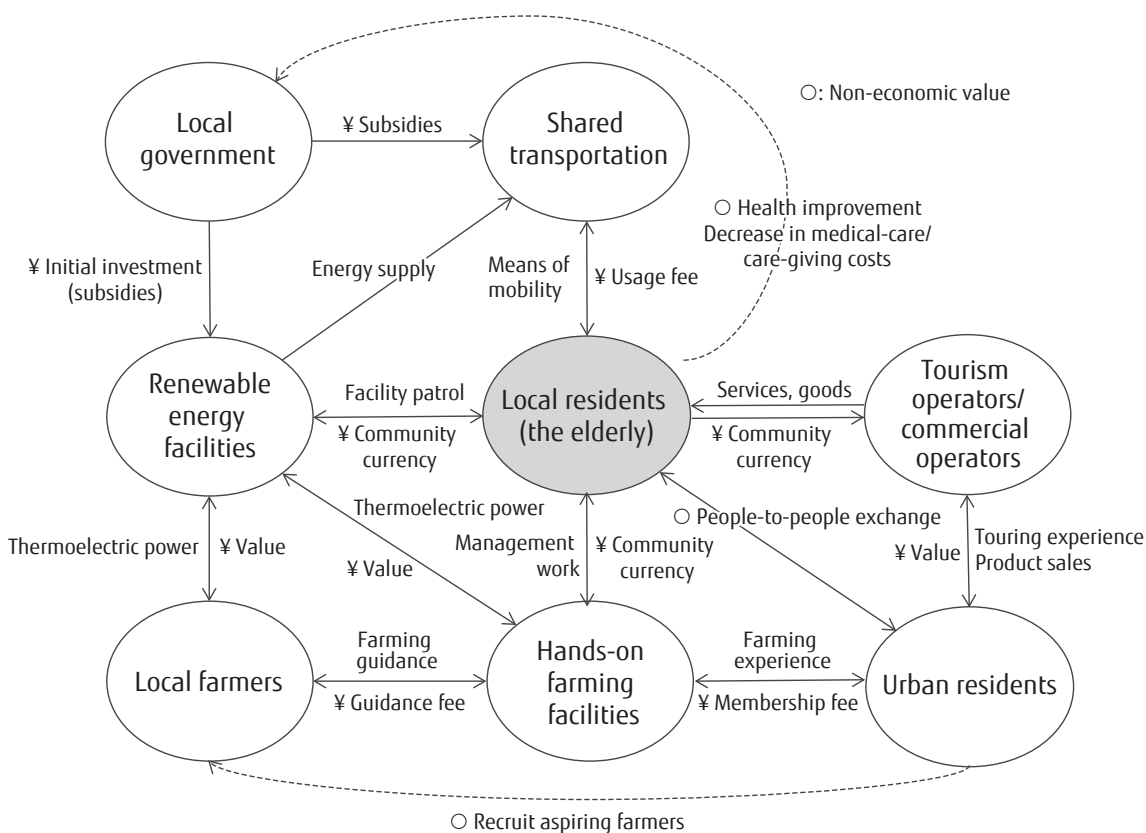 ○: Non-economic value
Local
government
¥ Subsidies
Shared
transportation
○ Health improvement
Decrease in medical-care/
care-giving costs
¥ Initial investment
(subsidies)
Energy supply
Means of
mobility
¥ Usage fee
Renewable
energy
facilities
Facility patrol
¥ Community
currency
Local residents
(the elderly)
Services, goods
¥ Community
currency
Tourism
operators/
commercial
operators
Thermoelectric power
¥ Value
Thermoelectric power
¥ Value
Management
work
¥ Community
currency
○ People-to-people exchange
¥ Value
Touring experience
Product sales
Local farmers
Farming
guidance
¥ Guidance fee
Hands-on
farming
facilities
Farming
experience
¥ Membership fee
Urban residents
○ Recruit aspiring farmers